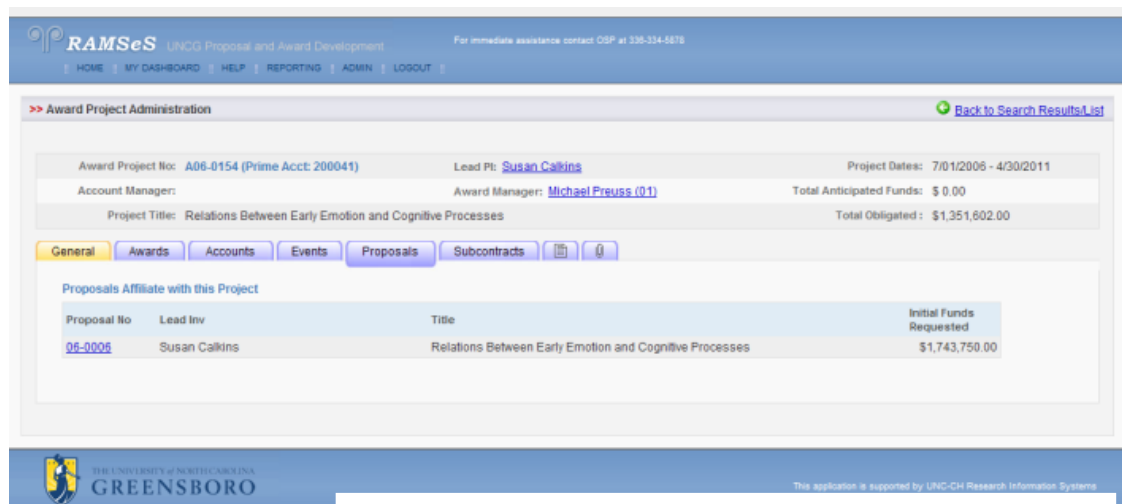 RAMSeS UNCG Proposal and Award Development For immediate assistance contact OSP at 336-334-5878
HOME | MY DASHBOARD | HELP | REPORTING | ADMIN | LOGOUT |
>> Award Project Administration Back to Search Results/List
Award Project No: A06-0154 (Prime Acct: 200041) Lead PI: Susan Calkins Project Dates: 7/01/2006 - 4/30/2011
Account Manager: Award Manager: Michael Preuss (01) Total Anticipated Funds: $ 0.00
Project Title: Relations Between Early Emotion and Cognitive Processes Total Obligated : $1,351,602.00
General Awards Accounts Events Proposals Subcontracts
Proposals Affiliate with this Project
Proposal No Lead Inv Title Initial Funds Requested
06-0006 Susan Calkins Relations Between Early Emotion and Cognitive Processes $1,743,750.00
THE UNIVERSITY of NORTH CAROLINA
GREENSBORO
This application is supported by UNC-CH Research Information Systems